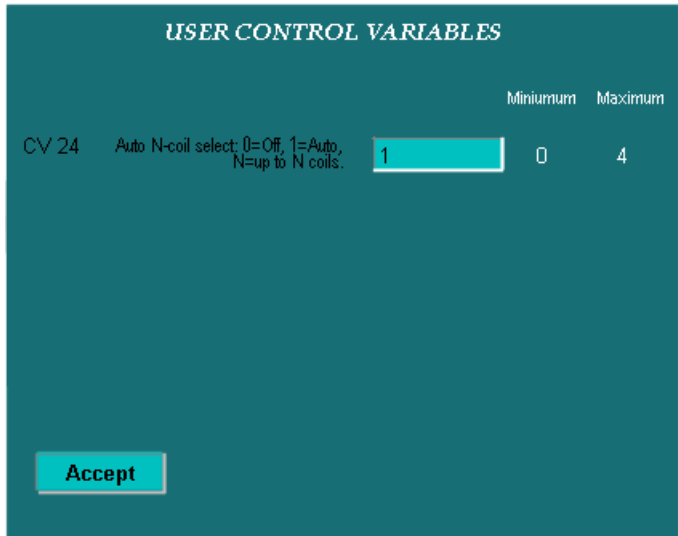 USER CONTROL VARIABLES
Miniumum Maximum
CV 24 Auto N-coil select: 0=Off, 1=Auto, 1 0 4
N=up to N coils.
Accept